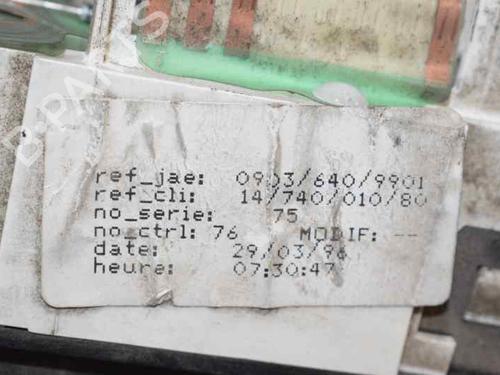 B-PARTS
ref_jae: 0903/640/9901
ref_cli: 14/740/010/80
no_serie: 75
no_ctrl: 76 MODIF: --
date: 29/03/96
heure: 07:30:47